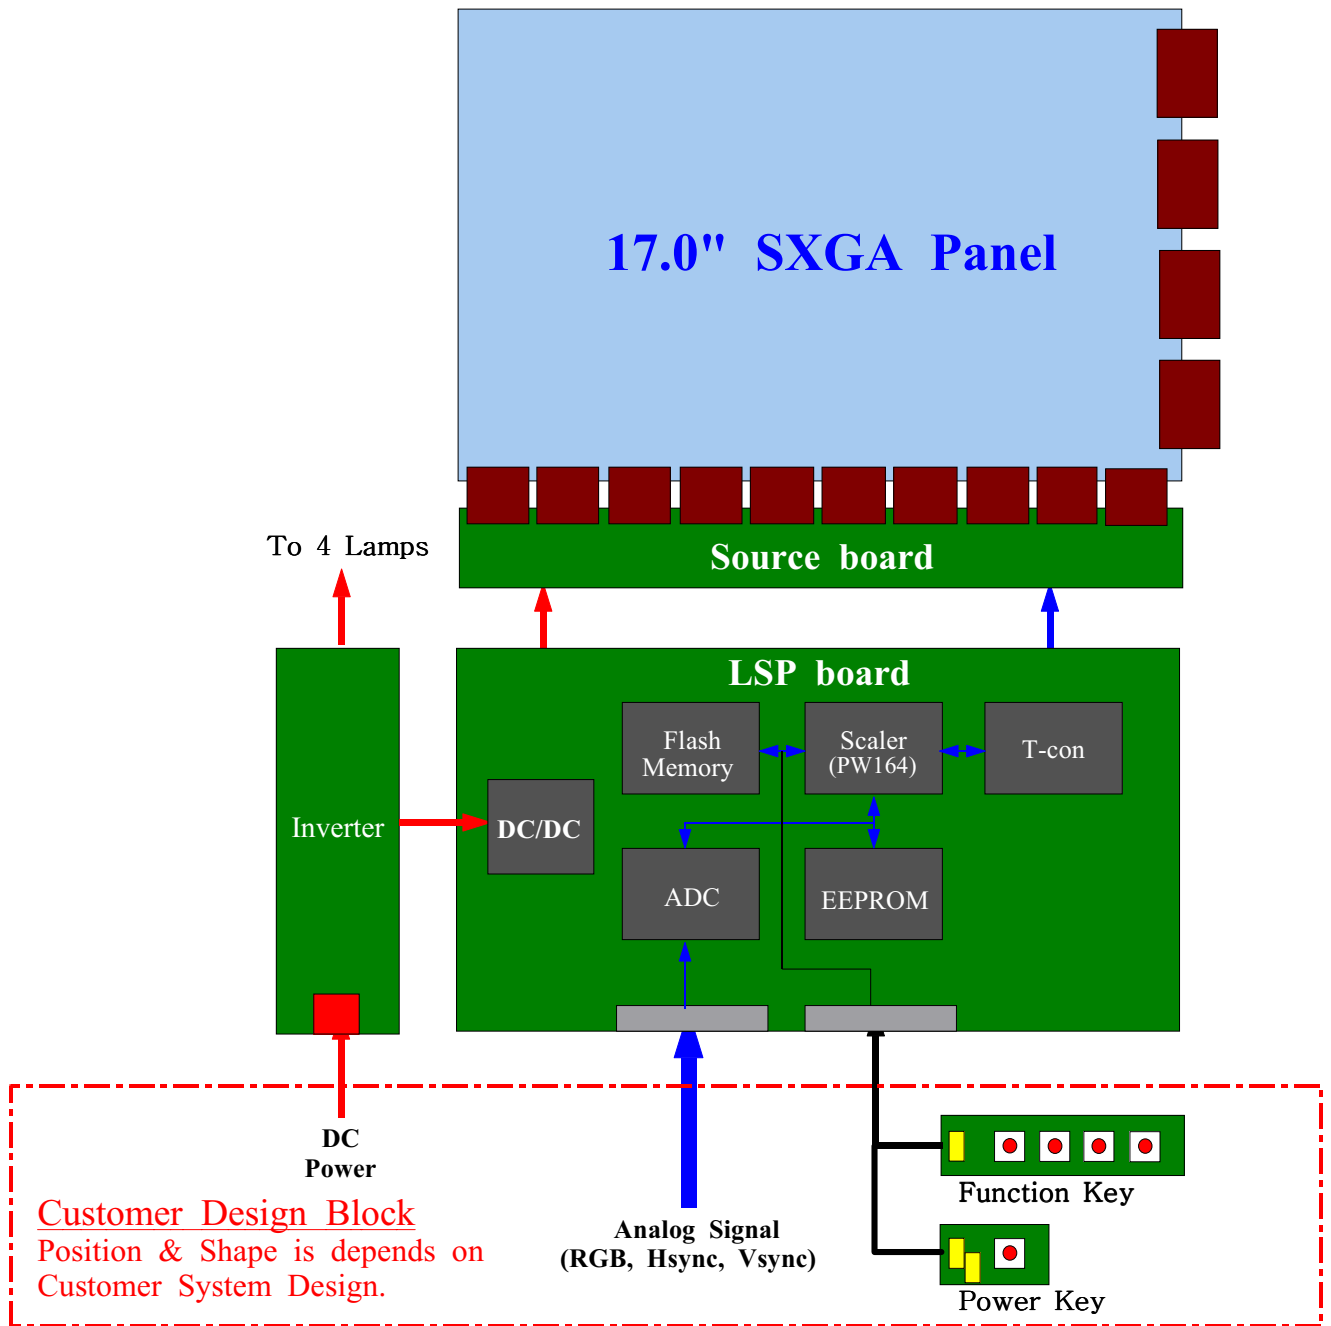 17.0" SXGA Panel
To 4 Lamps
Source board
LSP board
Flash
Memory
Scaler
(PW164)
T-con
Inverter
DC/DC
ADC
EEPROM
DC
Power
Customer Design Block
Position & Shape is depends on
Customer System Design.
Analog Signal
(RGB, Hsync, Vsync)
Function Key
Power Key